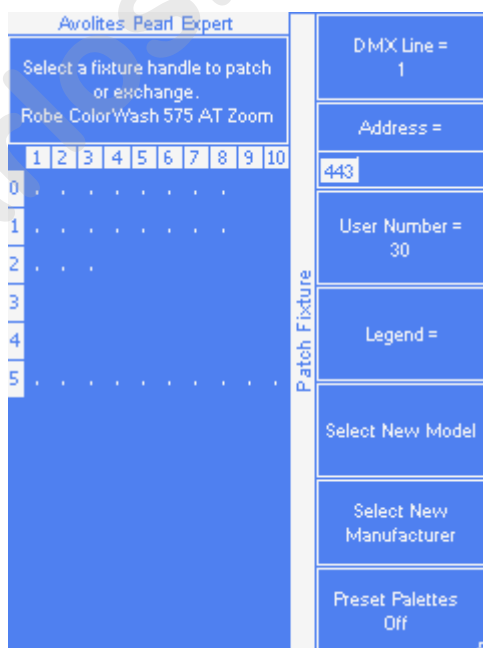 Avolites Pearl Expert
Select a fixture handle to patch
or exchange.
Robe ColorWash 575 AT Zoom
1 2 3 4 5 6 7 8 9 10
0 . . . . . . . .
1 . . . . . . . .
2 . . .
3
4
5 . . . . . . . . . .
Patch Fixture
DMX Line =
1
Address =
443
User Number =
30
Legend =
Select New Model
Select New
Manufacturer
Preset Palettes
Off